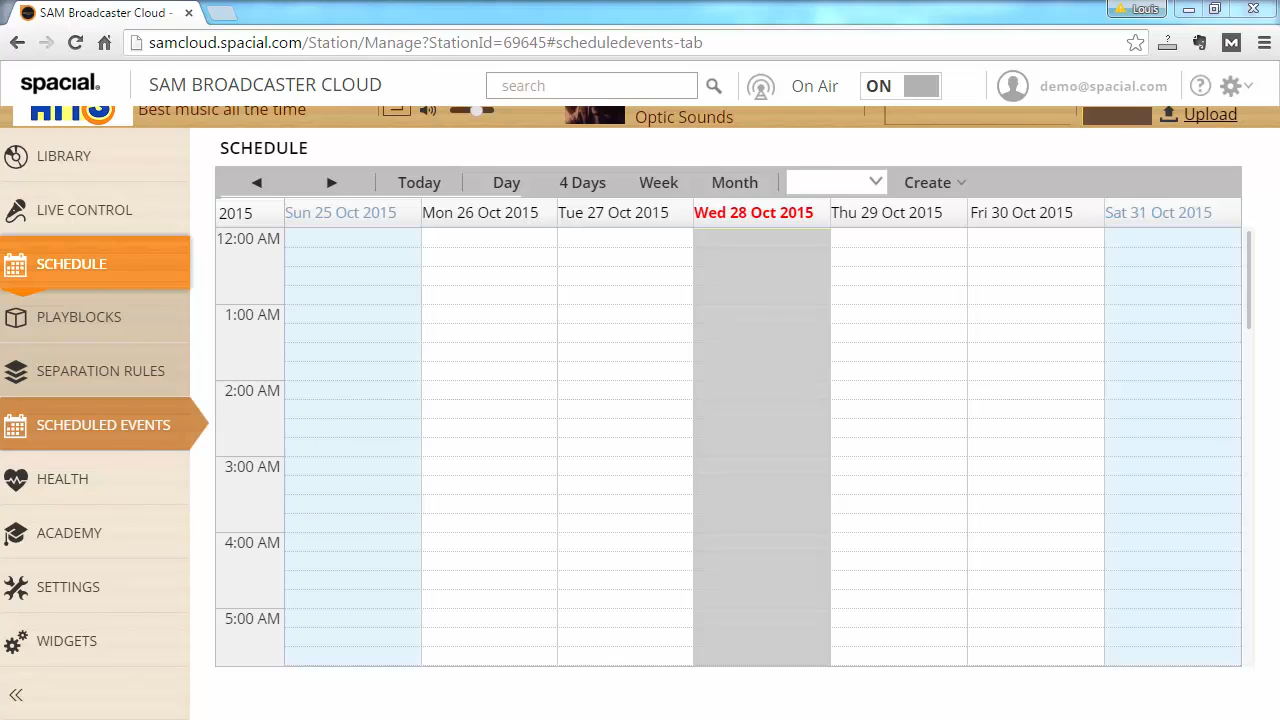 SAM Broadcaster Cloud -
Louis
samcloud.spacial.com/Station/Manage?StationId=69645#scheduledevents-tab
spacial.
SAM BROADCASTER CLOUD
search
On Air
ON
demo@spacial.com
Best music all the time
Optic Sounds
Upload
LIBRARY
LIVE CONTROL
SCHEDULE
PLAYBLOCKS
SEPARATION RULES
SCHEDULED EVENTS
HEALTH
ACADEMY
SETTINGS
WIDGETS
SCHEDULE
Today Day 4 Days Week Month Create
2015 Sun 25 Oct 2015 Mon 26 Oct 2015 Tue 27 Oct 2015 Wed 28 Oct 2015 Thu 29 Oct 2015 Fri 30 Oct 2015 Sat 31 Oct 2015
12:00 AM
1:00 AM
2:00 AM
3:00 AM
4:00 AM
5:00 AM